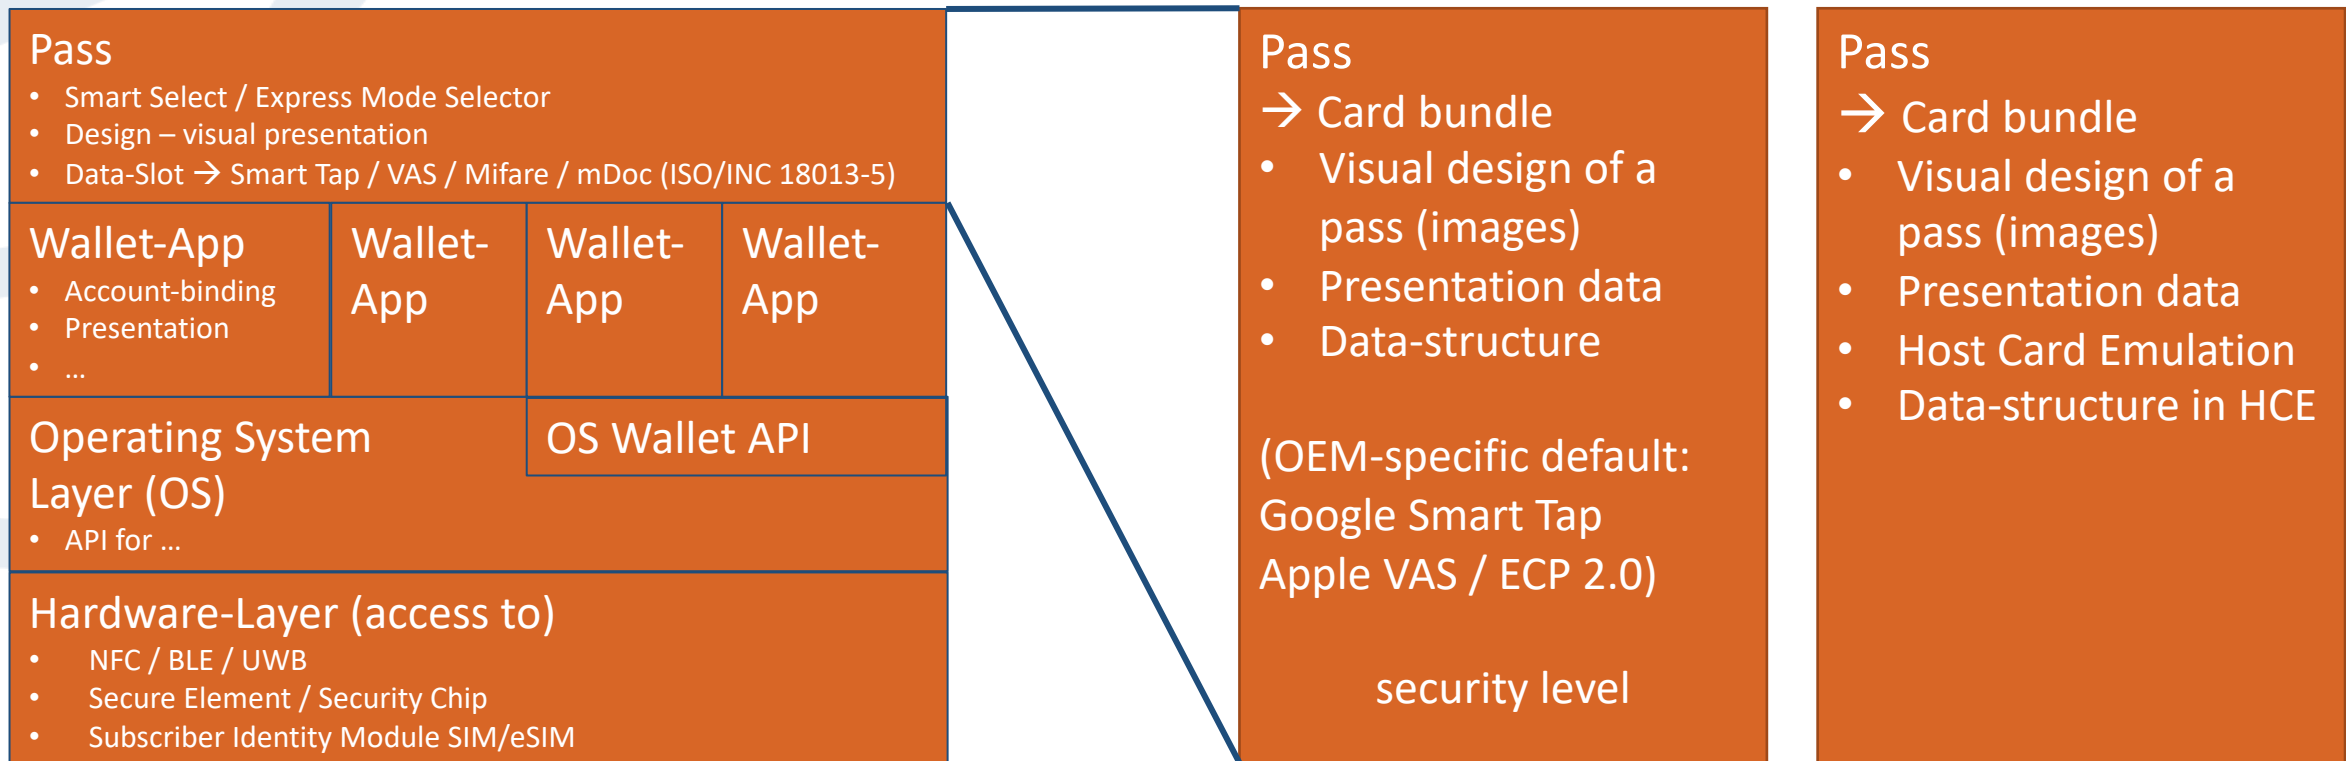 Pass
• Smart Select / Express Mode Selector
• Design – visual presentation
• Data-Slot → Smart Tap / VAS / Mifare / mDoc (ISO/INC 18013-5)
Wallet-App
• Account-binding
• Presentation
• ...
Wallet-
App
Wallet-
App
Wallet-
App
Operating System
Layer (OS)
• API for ...
OS Wallet API
Hardware-Layer (access to)
• NFC / BLE / UWB
• Secure Element / Security Chip
• Subscriber Identity Module SIM/eSIM
Pass
→ Card bundle
• Visual design of a
pass (images)
• Presentation data
• Data-structure
(OEM-specific default:
Google Smart Tap
Apple VAS / ECP 2.0)
security level
Pass
→ Card bundle
• Visual design of a
pass (images)
• Presentation data
• Host Card Emulation
• Data-structure in HCE